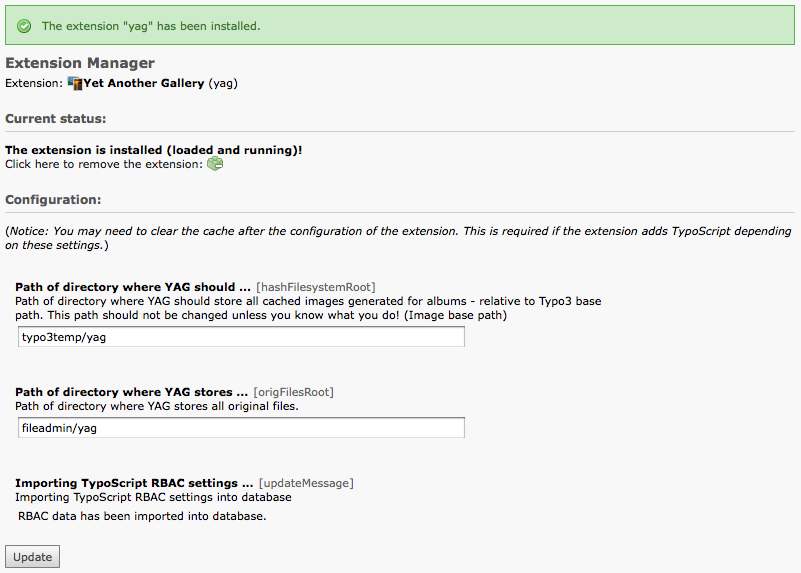 The extension "yag" has been installed.
Extension Manager
Extension: Yet Another Gallery (yag)
Current status:
The extension is installed (loaded and running)!
Click here to remove the extension:
Configuration:
(Notice: You may need to clear the cache after the configuration of the extension. This is required if the extension adds TypoScript depending
on these settings.)
Path of directory where YAG should ... [hashFilesystemRoot]
Path of directory where YAG should store all cached images generated for albums - relative to Typo3 base
path. This path should not be changed unless you know what you do! (Image base path)
typo3temp/yag
Path of directory where YAG stores ... [origFilesRoot]
Path of directory where YAG stores all original files.
fileadmin/yag
Importing TypoScript RBAC settings ... [updateMessage]
Importing TypoScript RBAC settings into database
RBAC data has been imported into database.
Update